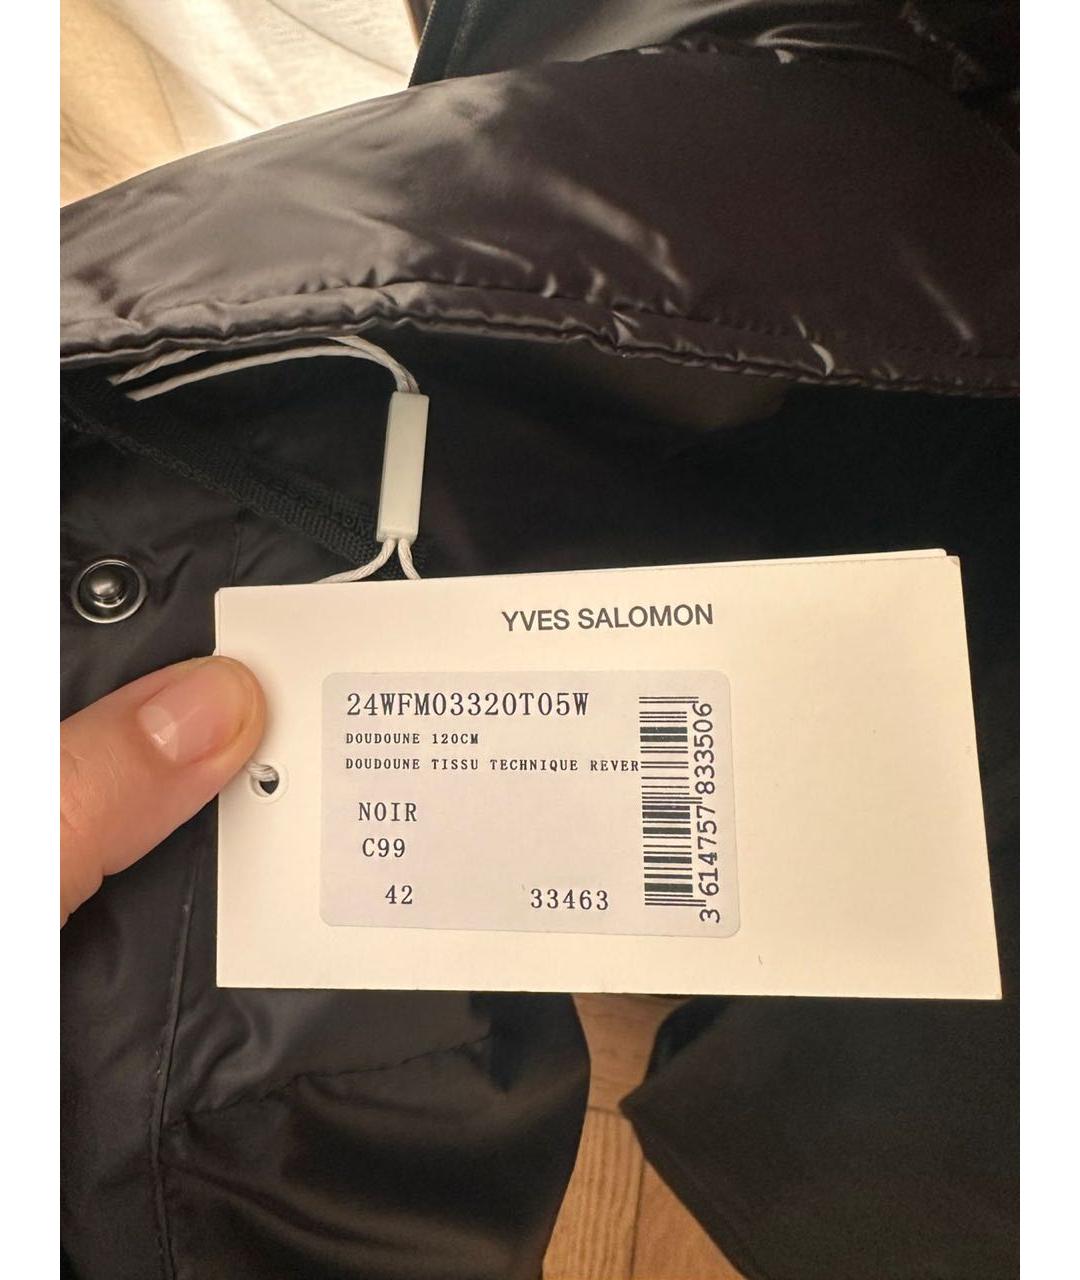 YVES SALOMON
24WFM03320T05W
DOUDOUNE 120CM
DOUDOUNE TISSU TECHNIQUE REVER
NOIR
C99
42 33463
3 614757 833506